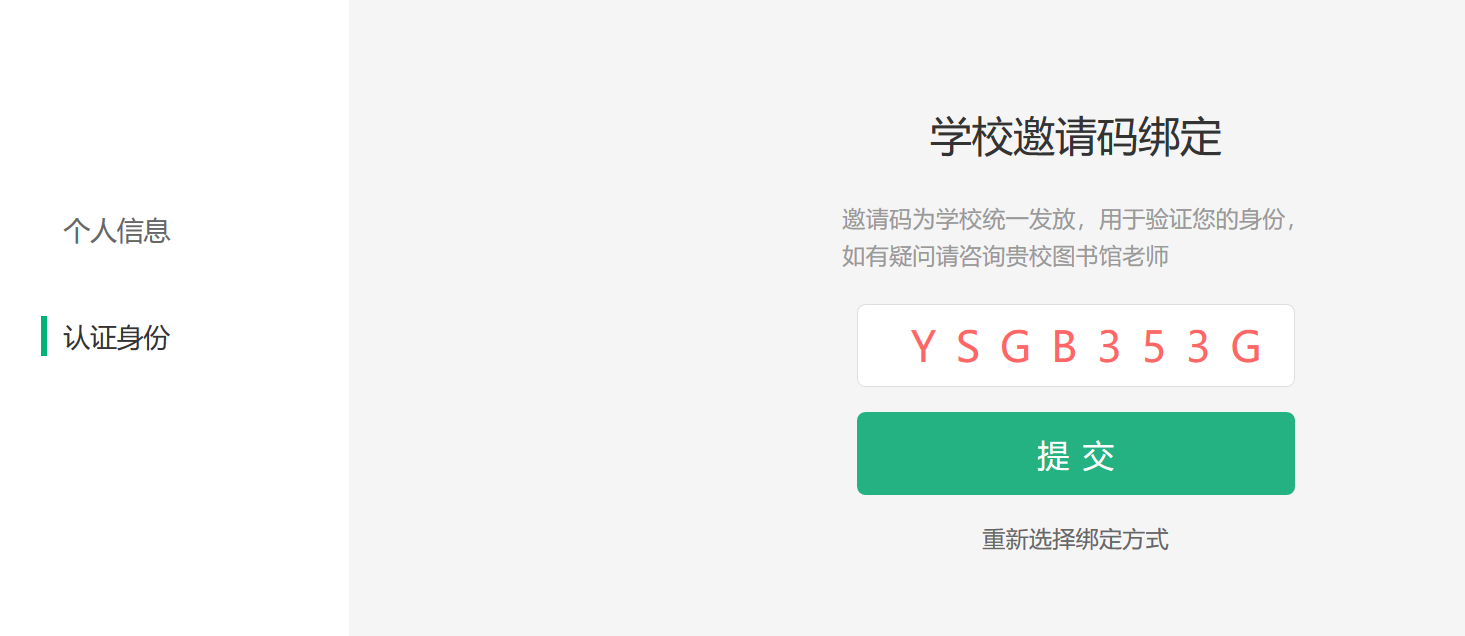 个人信息
认证身份
学校邀请码绑定
邀请码为学校统一发放，用于验证您的身份，
如有疑问请咨询贵校图书馆老师
YSGB353G
提交
重新选择绑定方式